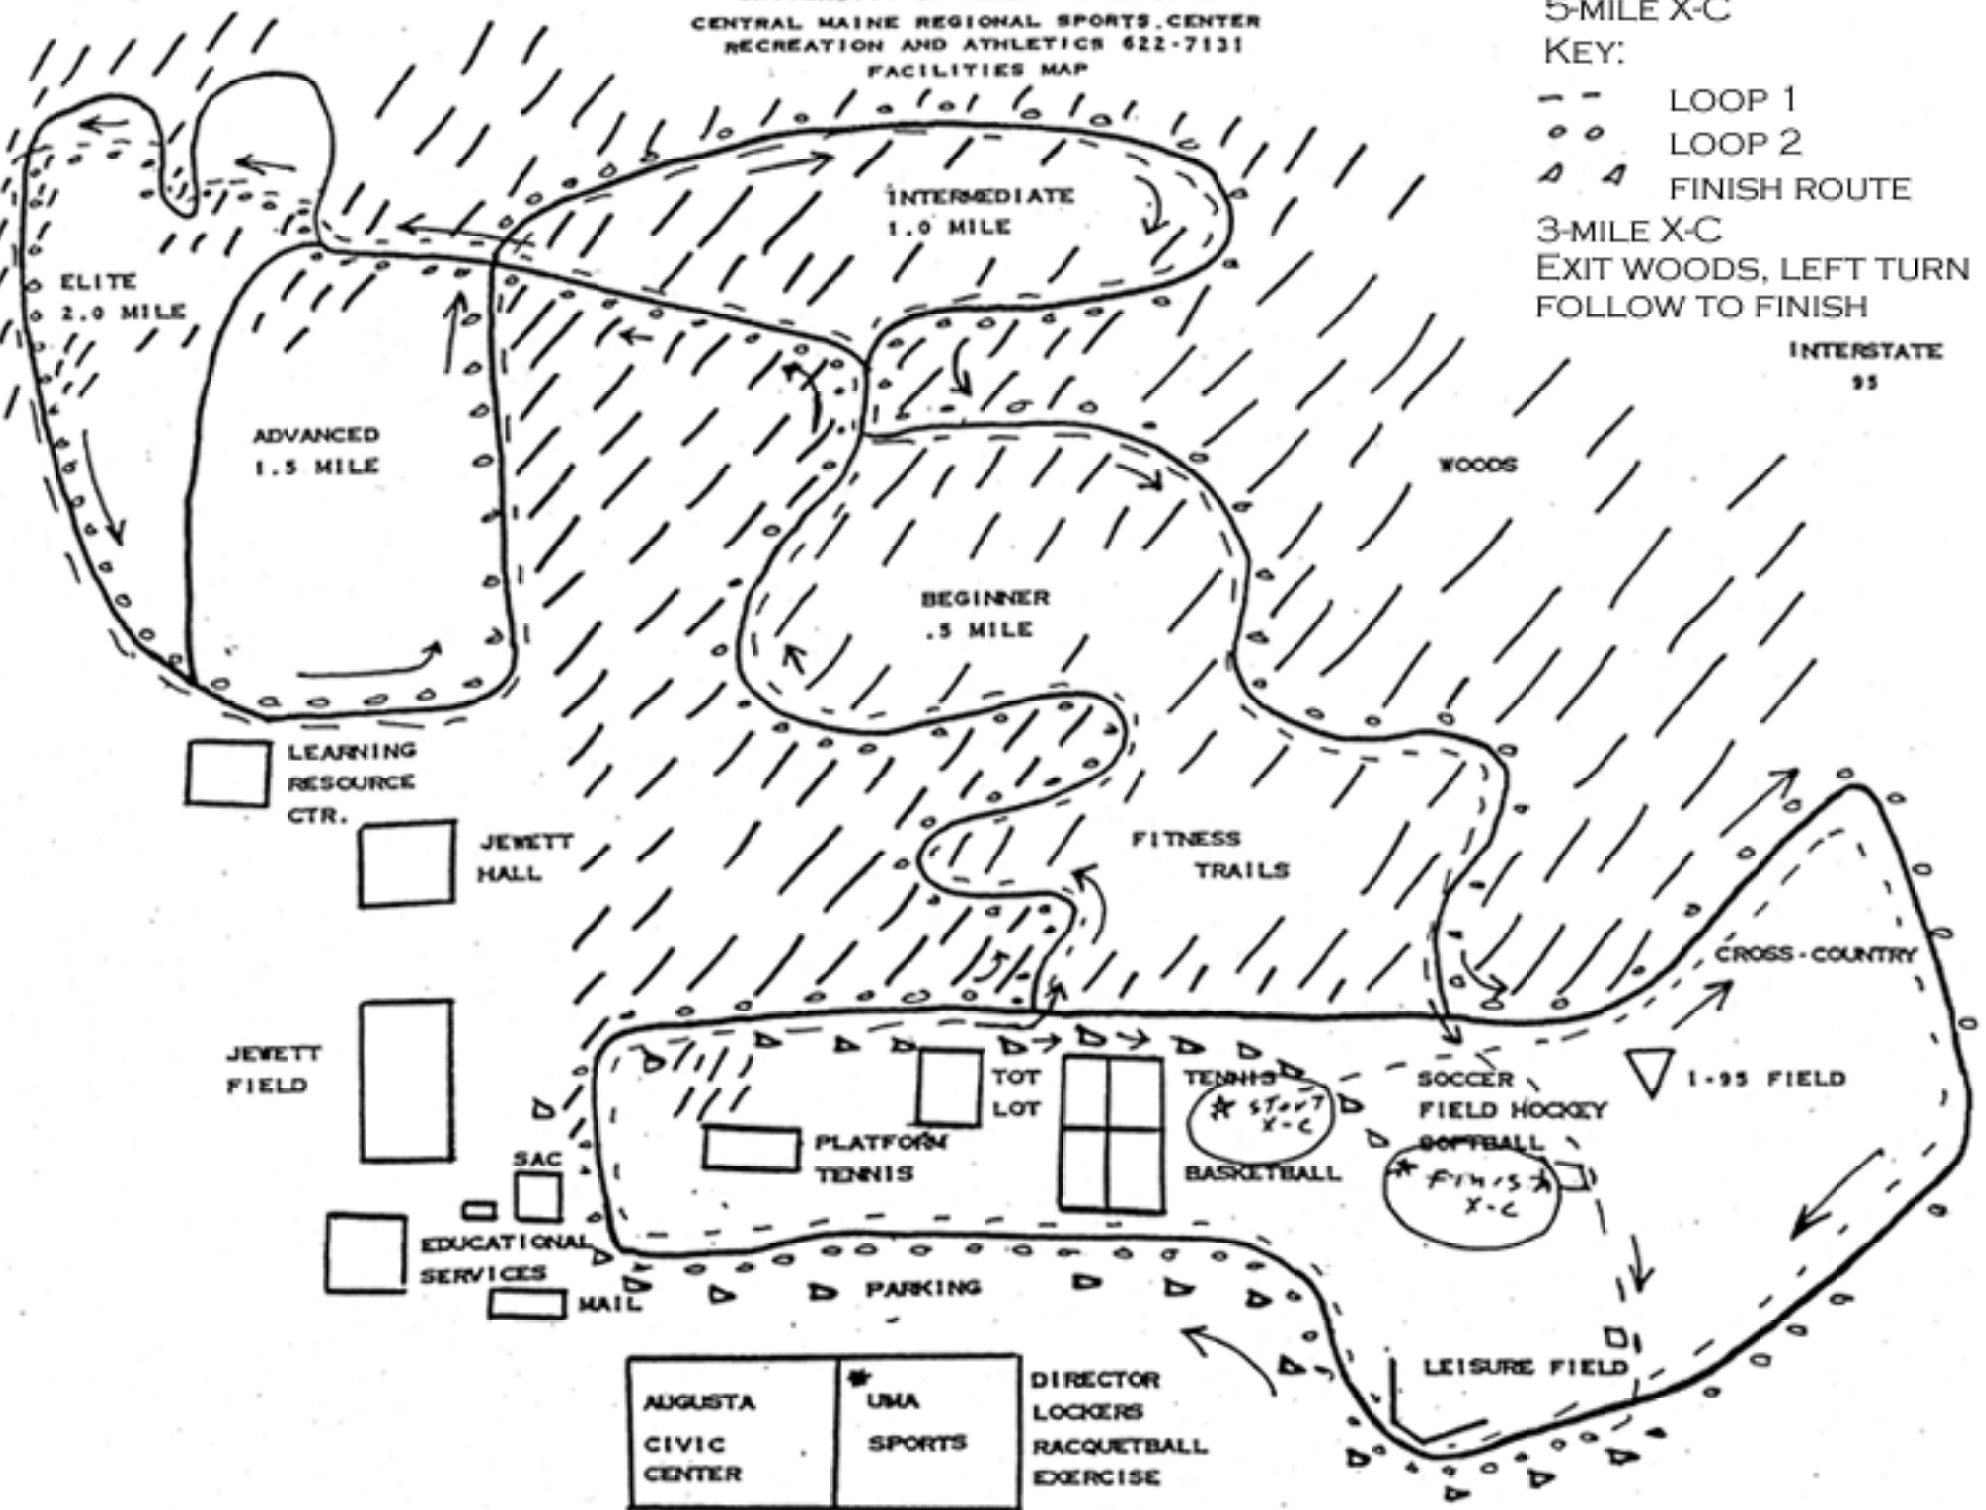 CENTRAL MAINE REGIONAL SPORTS CENTER
RECREATION AND ATHLETICS 622-7131
FACILITIES MAP
5-MILE X-C
KEY:
LOOP 1
LOOP 2
FINISH ROUTE
3-MILE X-C
EXIT WOODS, LEFT TURN
FOLLOW TO FINISH
INTERSTATE
95
INTERMEDIATE
1.0 MILE
ELITE
2.0 MILE
ADVANCED
1.5 MILE
WOODS
BEGINNER
.5 MILE
LEARNING
RESOURCE
CTR.
JEWETT
HALL
FITNESS
TRAILS
CROSS-COUNTRY
JEWETT
FIELD
TOT
LOT
TENNIS
* START
X-C
SOCCER
FIELD HOCKEY
SOFTBALL
I-95 FIELD
PLATFORM
TENNIS
BASKETBALL
* FINISH
X-C
SAC
EDUCATIONAL
SERVICES
MAIL
PARKING
LEISURE FIELD
AUGUSTA
CIVIC
CENTER
* UMA
SPORTS
DIRECTOR
LOCKERS
RACQUETBALL
EXERCISE